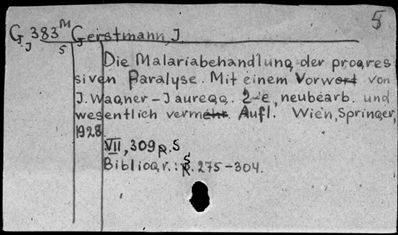 5
G 383 M Gerstmann, J
J 5
Die Malariabehandlung der progres
siven Paralyse. Mit einem Vorwort von
J. Wagner-Jauregg. 2-e, neubearb. und
wesentlich vermehr Aufl. Wien, Springer,
1928.
VII, 309 S
Bibliogr.: S. 275-304.